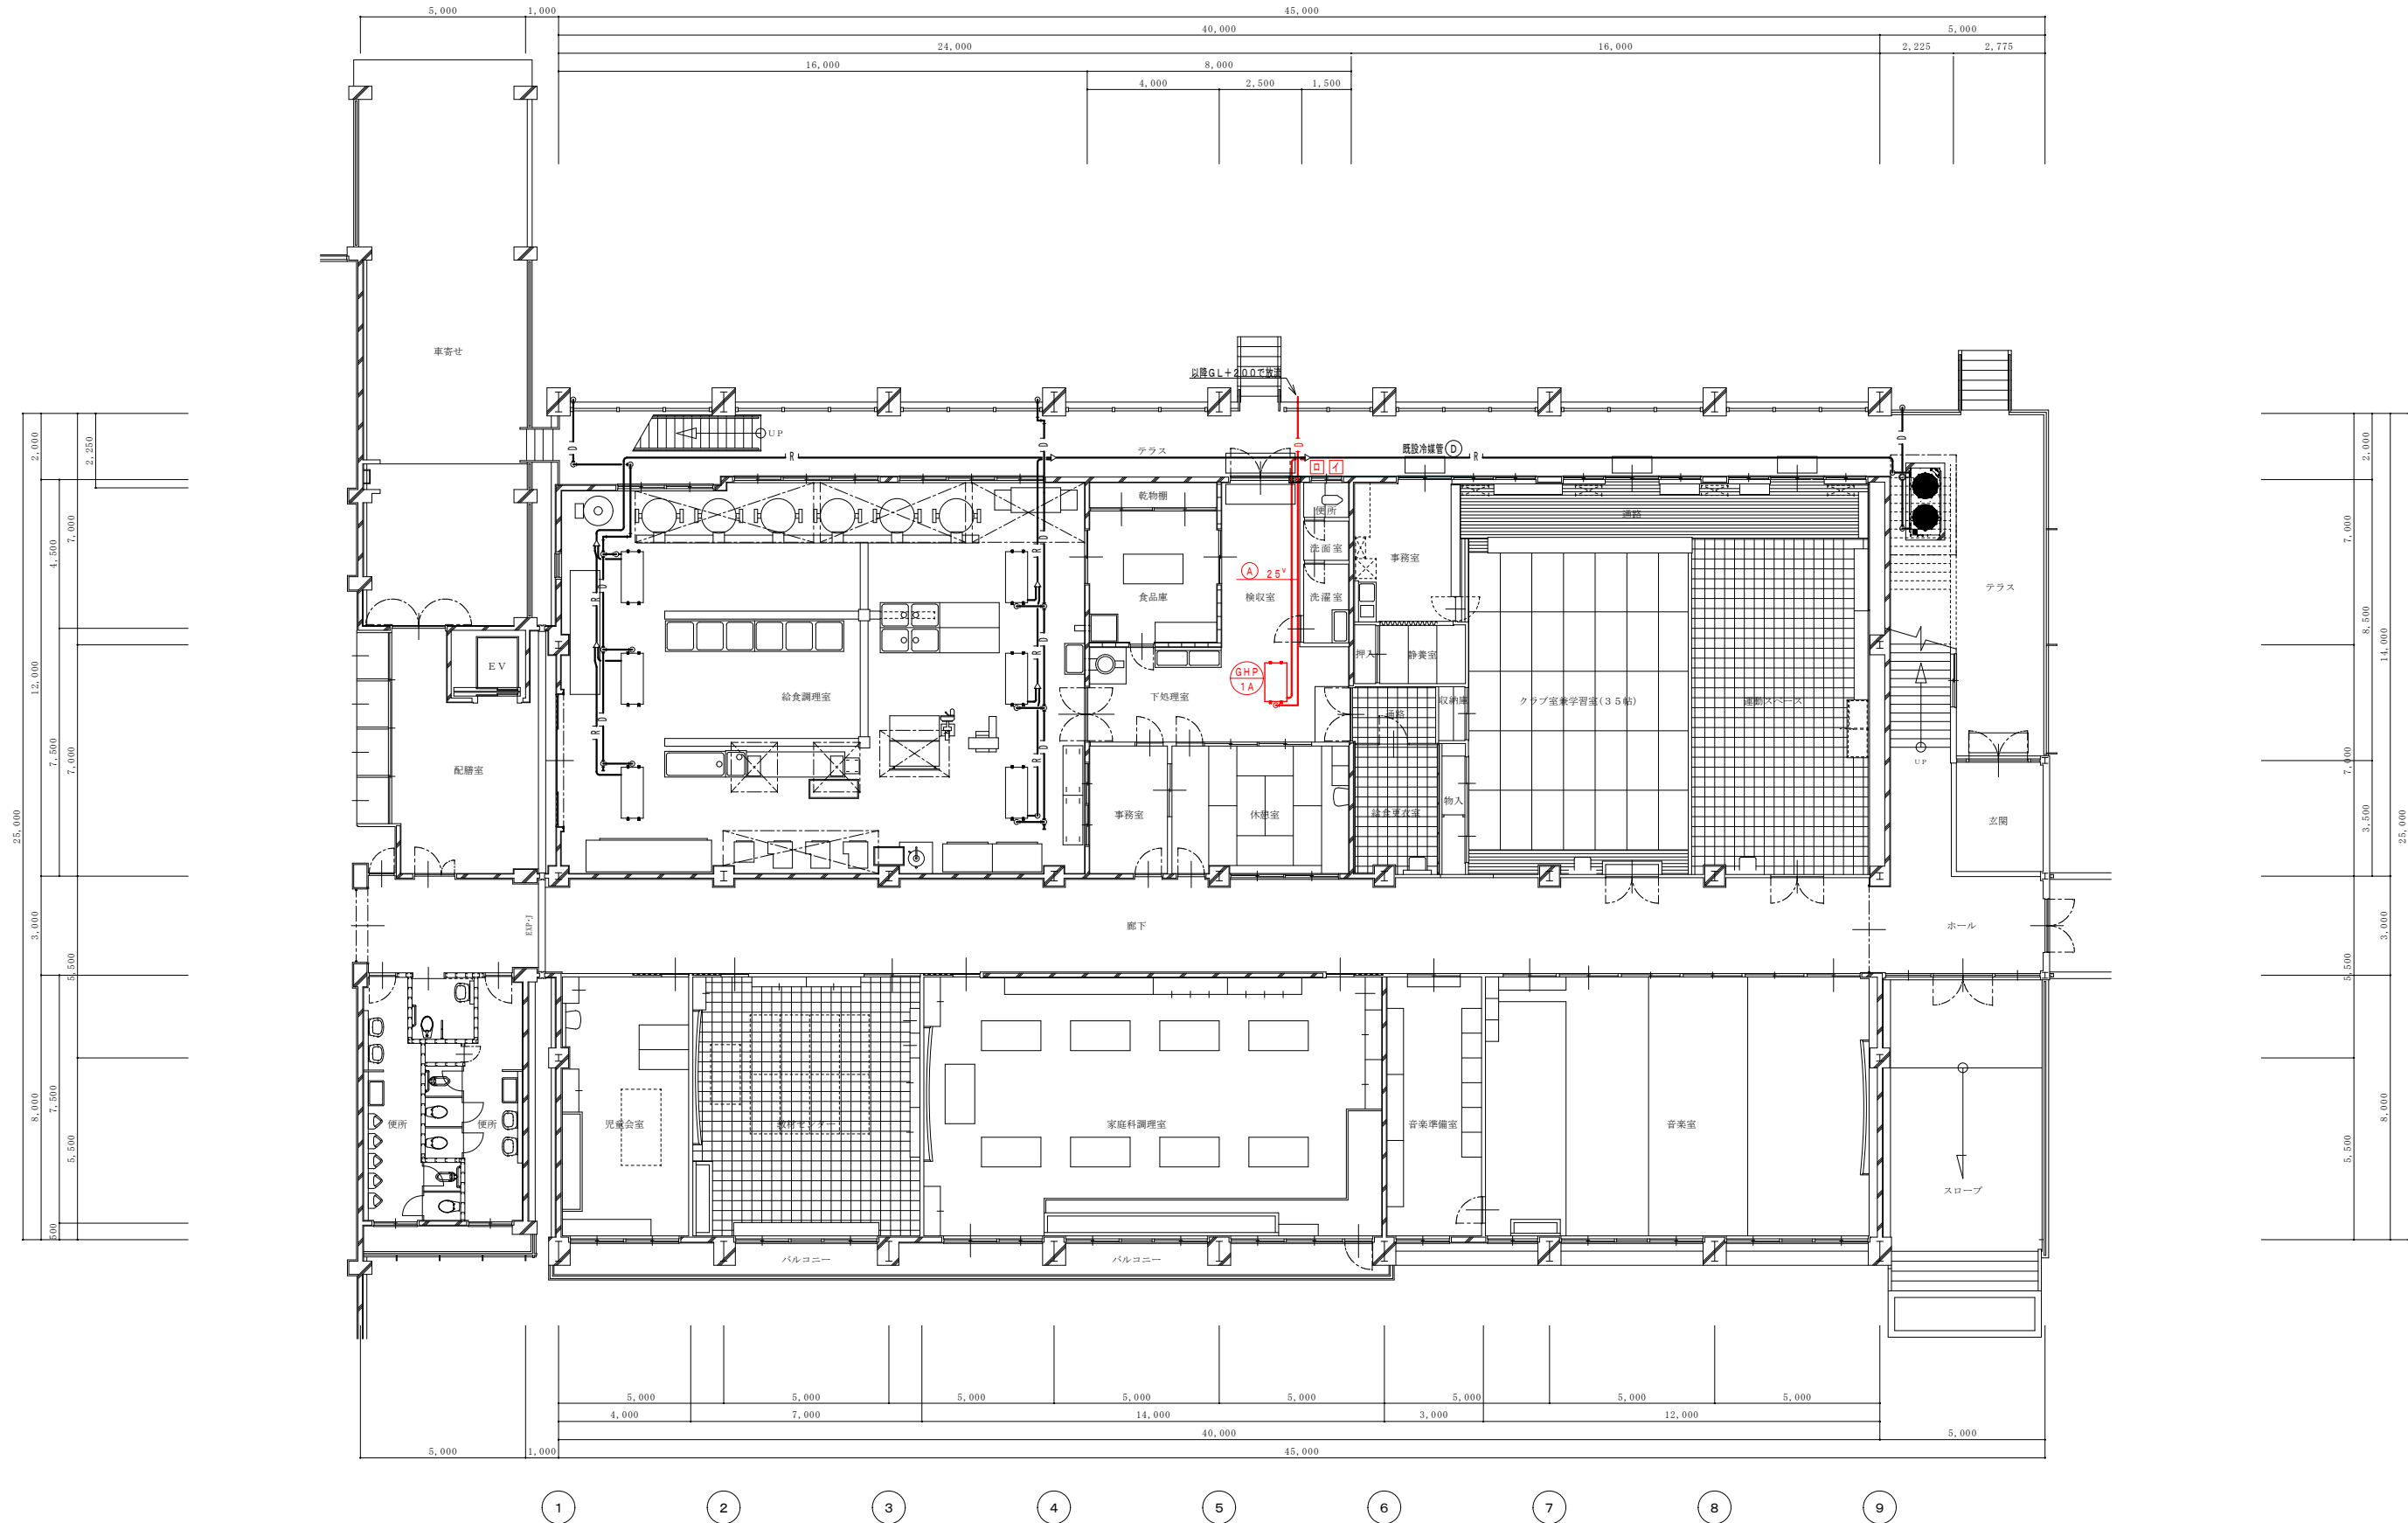 5,000
1,000
45,000
40,000
5,000
24,000
16,000
2,225
2,775
16,000
8,000
4,000
2,500
1,500
車寄せ
以降GL+200で放流
UP
R
テラス
既設冷媒管 D
R
ロ イ
乾物棚
便所
通路
洗面室
事務室
A 25
食品庫
検収室
洗濯室
テラス
R
R
EV
R
押入
静養室
GHP
1A
給食調理室
下処理室
通路
収納庫
クラブ室兼学習室(35帖)
運動スペース
R
R
配膳室
UP
物入
事務室
休憩室
給食更衣室
玄関
EXP.J
廊下
ホール
便所
便所
児童会室
教材センター
家庭科調理室
音楽準備室
音楽室
スロープ
バルコニー
バルコニー
2,000
2,250
7,000
4,500
12,000
7,500
7,000
25,000
3,000
5,500
8,000
7,500
5,500
500
2,000
7,000
8,500
14,000
7,000
3,500
25,000
3,000
5,500
8,000
5,500
5,000
5,000
5,000
5,000
5,000
5,000
5,000
5,000
4,000
7,000
14,000
3,000
12,000
40,000
5,000
5,000
1,000
45,000
1
2
3
4
5
6
7
8
9